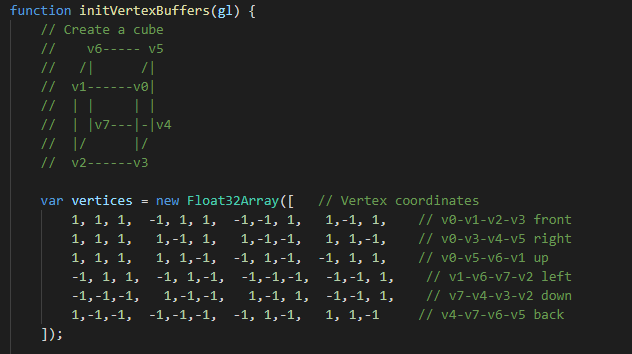 function initVertexBuffers(gl) {
    // Create a cube
    //    v6----- v5
    //   /|      /|
    //  v1------v0|
    //  | |     | |
    //  | |v7---|-|v4
    //  |/      |/
    //  v2------v3

    var vertices = new Float32Array([   // Vertex coordinates
        1, 1, 1,  -1, 1, 1,  -1,-1, 1,   1,-1, 1,    // v0-v1-v2-v3 front
        1, 1, 1,   1,-1, 1,   1,-1,-1,   1, 1,-1,    // v0-v3-v4-v5 right
        1, 1, 1,   1, 1,-1,  -1, 1,-1,  -1, 1, 1,    // v0-v5-v6-v1 up
        -1, 1, 1,  -1, 1,-1,  -1,-1,-1,  -1,-1, 1,    // v1-v6-v7-v2 left
        -1,-1,-1,   1,-1,-1,   1,-1, 1,  -1,-1, 1,    // v7-v4-v3-v2 down
        1,-1,-1,  -1,-1,-1,  -1, 1,-1,   1, 1,-1     // v4-v7-v6-v5 back
    ]);